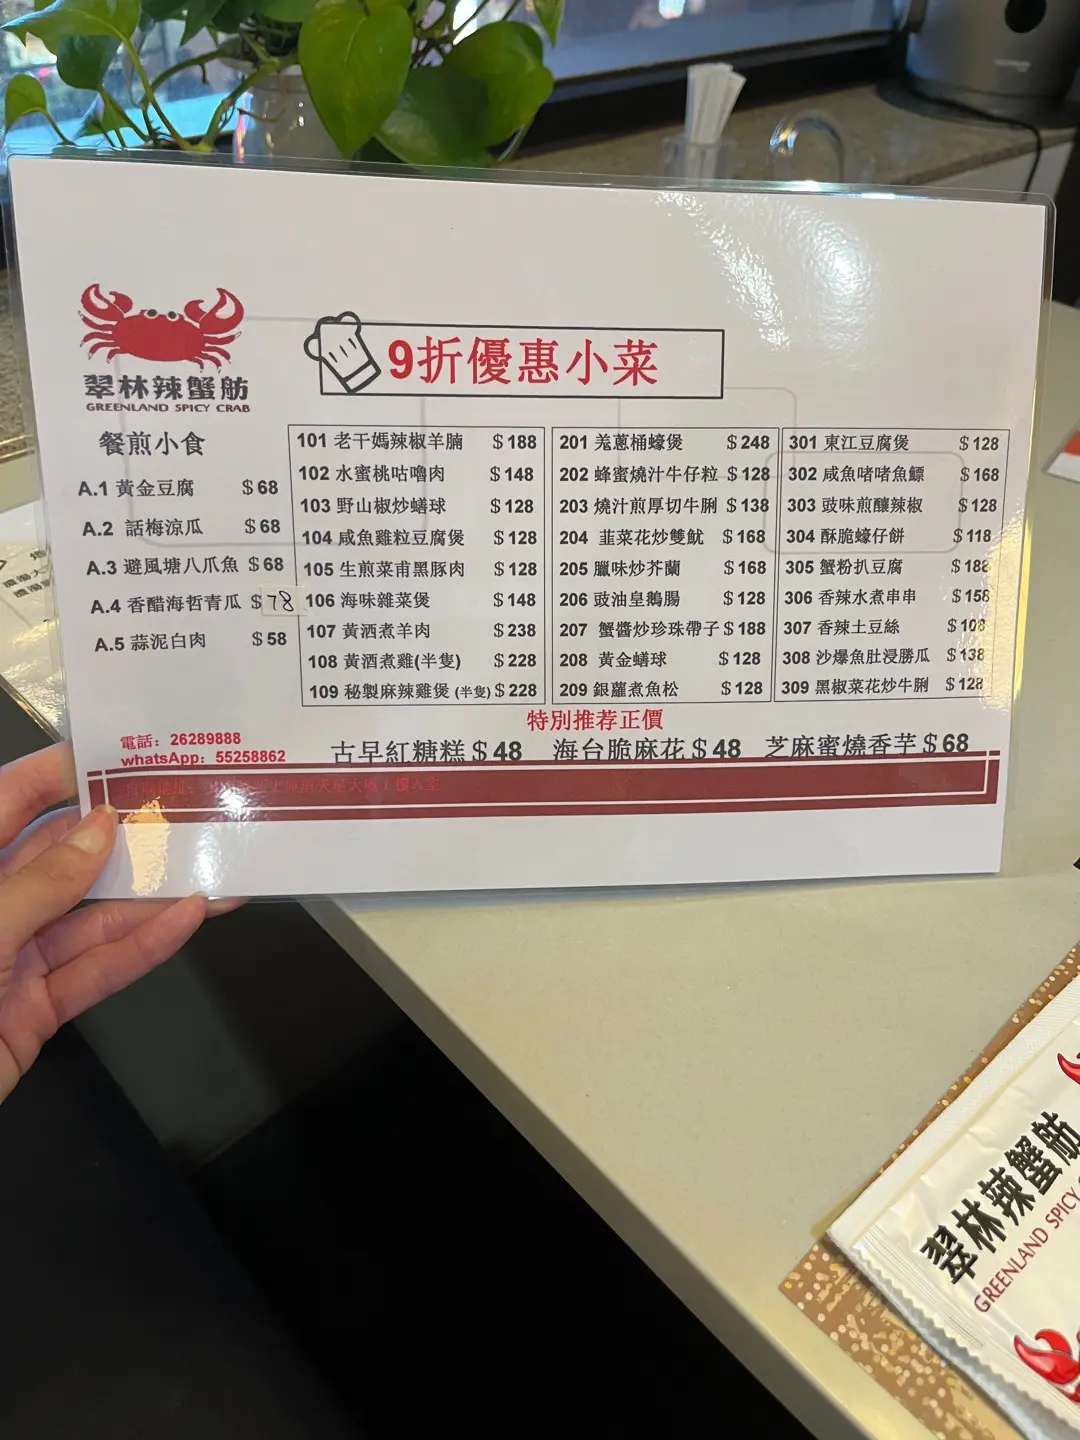 翠林辣蟹舫
GREENLAND SPICY CRAB
9折優惠小菜
餐煎小食
A.1 黃金豆腐 $68
A.2 話梅涼瓜 $68
A.3 避風塘八爪魚 $68
A.4 香醋海哲青瓜 $78
A.5 蒜泥白肉 $58
101 老干媽辣椒羊腩 $188
102 水蜜桃咕嚕肉 $148
103 野山椒炒蟮球 $128
104 咸魚雞粒豆腐煲 $128
105 生煎菜甫黑豚肉 $128
106 海味雜菜煲 $148
107 黃酒煮羊肉 $238
108 黃酒煮雞(半隻) $228
109 秘製麻辣雞煲 (半隻) $228
201 羗蔥桶蠔煲 $248
202 蜂蜜燒汁牛仔粒 $128
203 燒汁煎厚切牛脷 $138
204 韮菜花炒雙魷 $168
205 臘味炒芥蘭 $168
206 豉油皇鵝腸 $128
207 蟹醬炒珍珠帶子 $188
208 黃金蟮球 $128
209 銀蘿煮魚松 $128
301 東江豆腐煲 $128
302 咸魚啫啫魚鰾 $168
303 豉味煎釀辣椒 $128
304 酥脆蠔仔餅 $118
305 蟹粉扒豆腐 $188
306 香辣水煮串串 $158
307 香辣土豆絲 $108
308 沙爆魚肚浸勝瓜 $138
309 黑椒菜花炒牛脷 $128
特別推荐正價
古早紅糖糕 $48 海台脆麻花 $48 芝麻蜜燒香芋 $68
電話：26289888
whatsApp：55258862
翠林辣蟹舫
GREENLAND SPICY